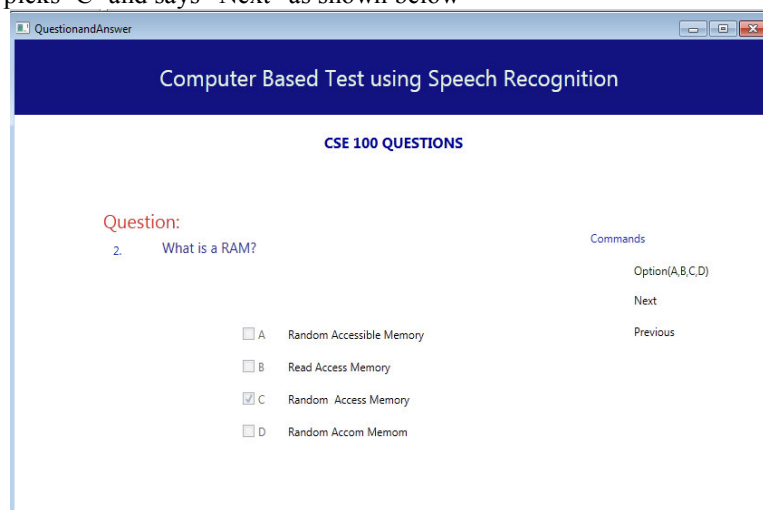 picks "C" and says "Next" as shown below
QuestionandAnswer
Computer Based Test using Speech Recognition
CSE 100 QUESTIONS
Question:
2. What is a RAM?
Commands
Option(A,B,C,D)
Next
Previous
A Random Accessible Memory
B Read Access Memory
C Random Access Memory
D Random Accom Memom